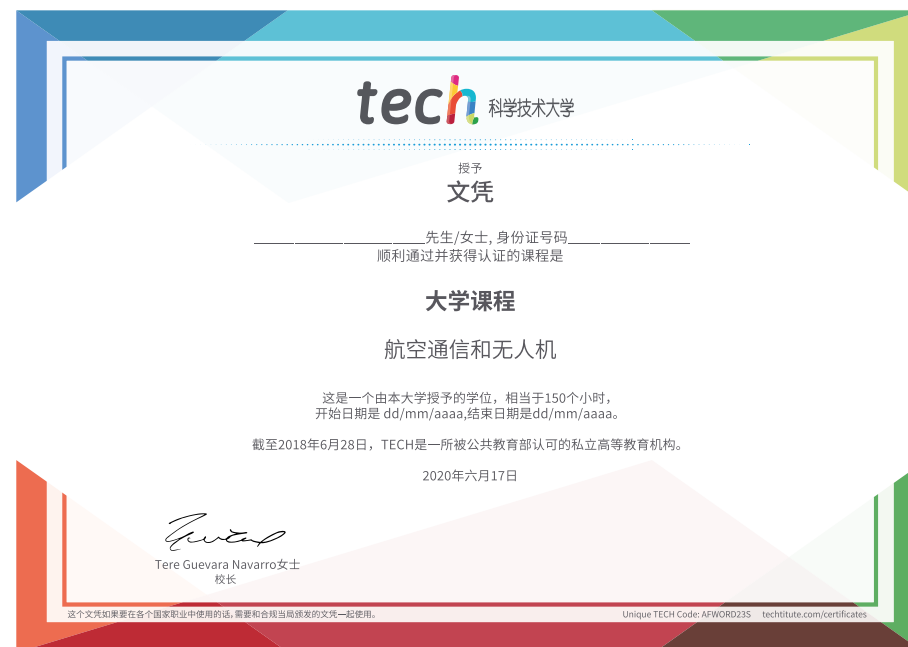 tech 科学技术大学
授予
文凭
______________________先生/女士, 身份证号码_______________
顺利通过并获得认证的课程是
大学课程
航空通信和无人机
这是一个由本大学授予的学位，相当于150个小时，
开始日期是 dd/mm/aaaa,结束日期是dd/mm/aaaa。
截至2018年6月28日，TECH是一所被公共教育部认可的私立高等教育机构。
2020年六月17日
Tere Guevara Navarro女士
校长
这个文凭如果要在各个国家职业中使用的话,需要和合规当局颁发的文凭一起使用。
Unique TECH Code: AFWORD23S techtitute.com/certificates